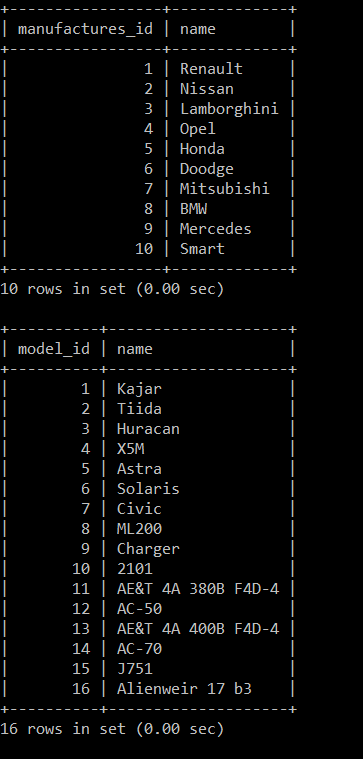 +-----------------+-------------+
| manufactures_id | name        |
+-----------------+-------------+
|               1 | Renault     |
|               2 | Nissan      |
|               3 | Lamborghini |
|               4 | Opel        |
|               5 | Honda       |
|               6 | Doodge      |
|               7 | Mitsubishi  |
|               8 | BMW         |
|               9 | Mercedes    |
|              10 | Smart       |
+-----------------+-------------+
10 rows in set (0.00 sec)

+----------+--------------------+
| model_id | name               |
+----------+--------------------+
|        1 | Kajar              |
|        2 | Tiida              |
|        3 | Huracan            |
|        4 | X5M                |
|        5 | Astra              |
|        6 | Solaris            |
|        7 | Civic              |
|        8 | ML200              |
|        9 | Charger            |
|       10 | 2101               |
|       11 | AE&T 4A 380B F4D-4 |
|       12 | AC-50              |
|       13 | AE&T 4A 400B F4D-4 |
|       14 | AC-70              |
|       15 | J751               |
|       16 | Alienweir 17 b3    |
+----------+--------------------+
16 rows in set (0.00 sec)